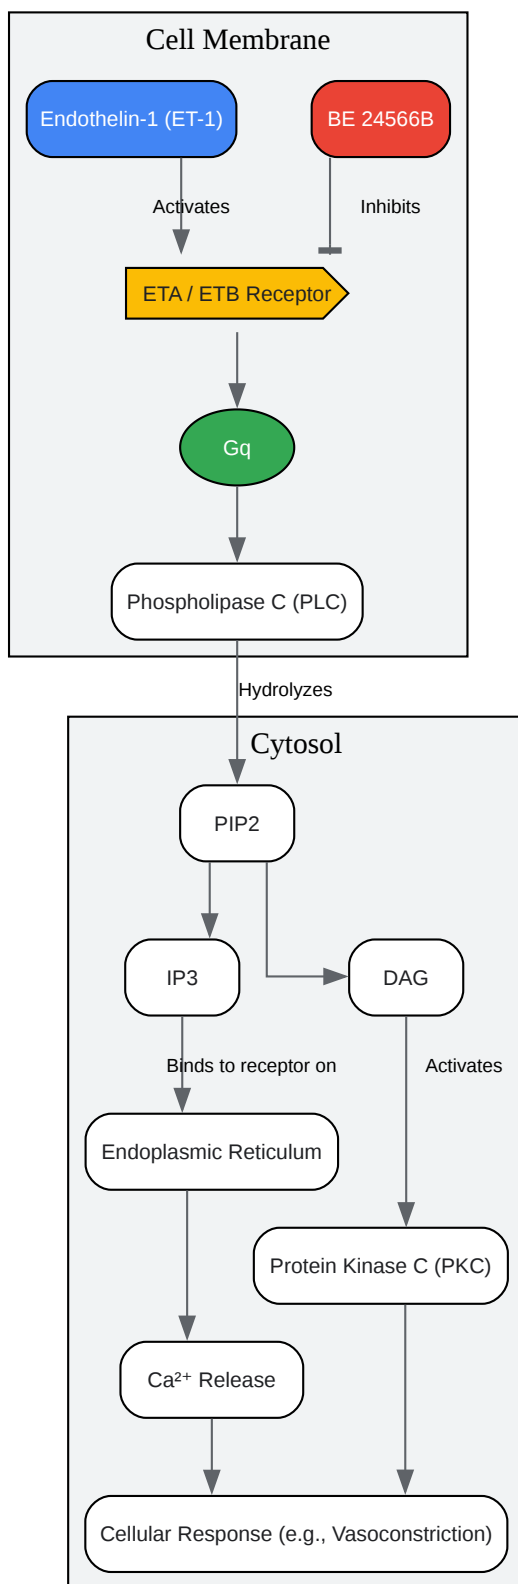 Cell Membrane
Endothelin-1 (ET-1)
BE 24566B
Activates
Inhibits
ETA / ETB Receptor
Gq
Phospholipase C (PLC)
Hydrolyzes
Cytosol
PIP2
IP3
DAG
Binds to receptor on
Activates
Endoplasmic Reticulum
Protein Kinase C (PKC)
Ca²⁺ Release
Cellular Response (e.g., Vasoconstriction)